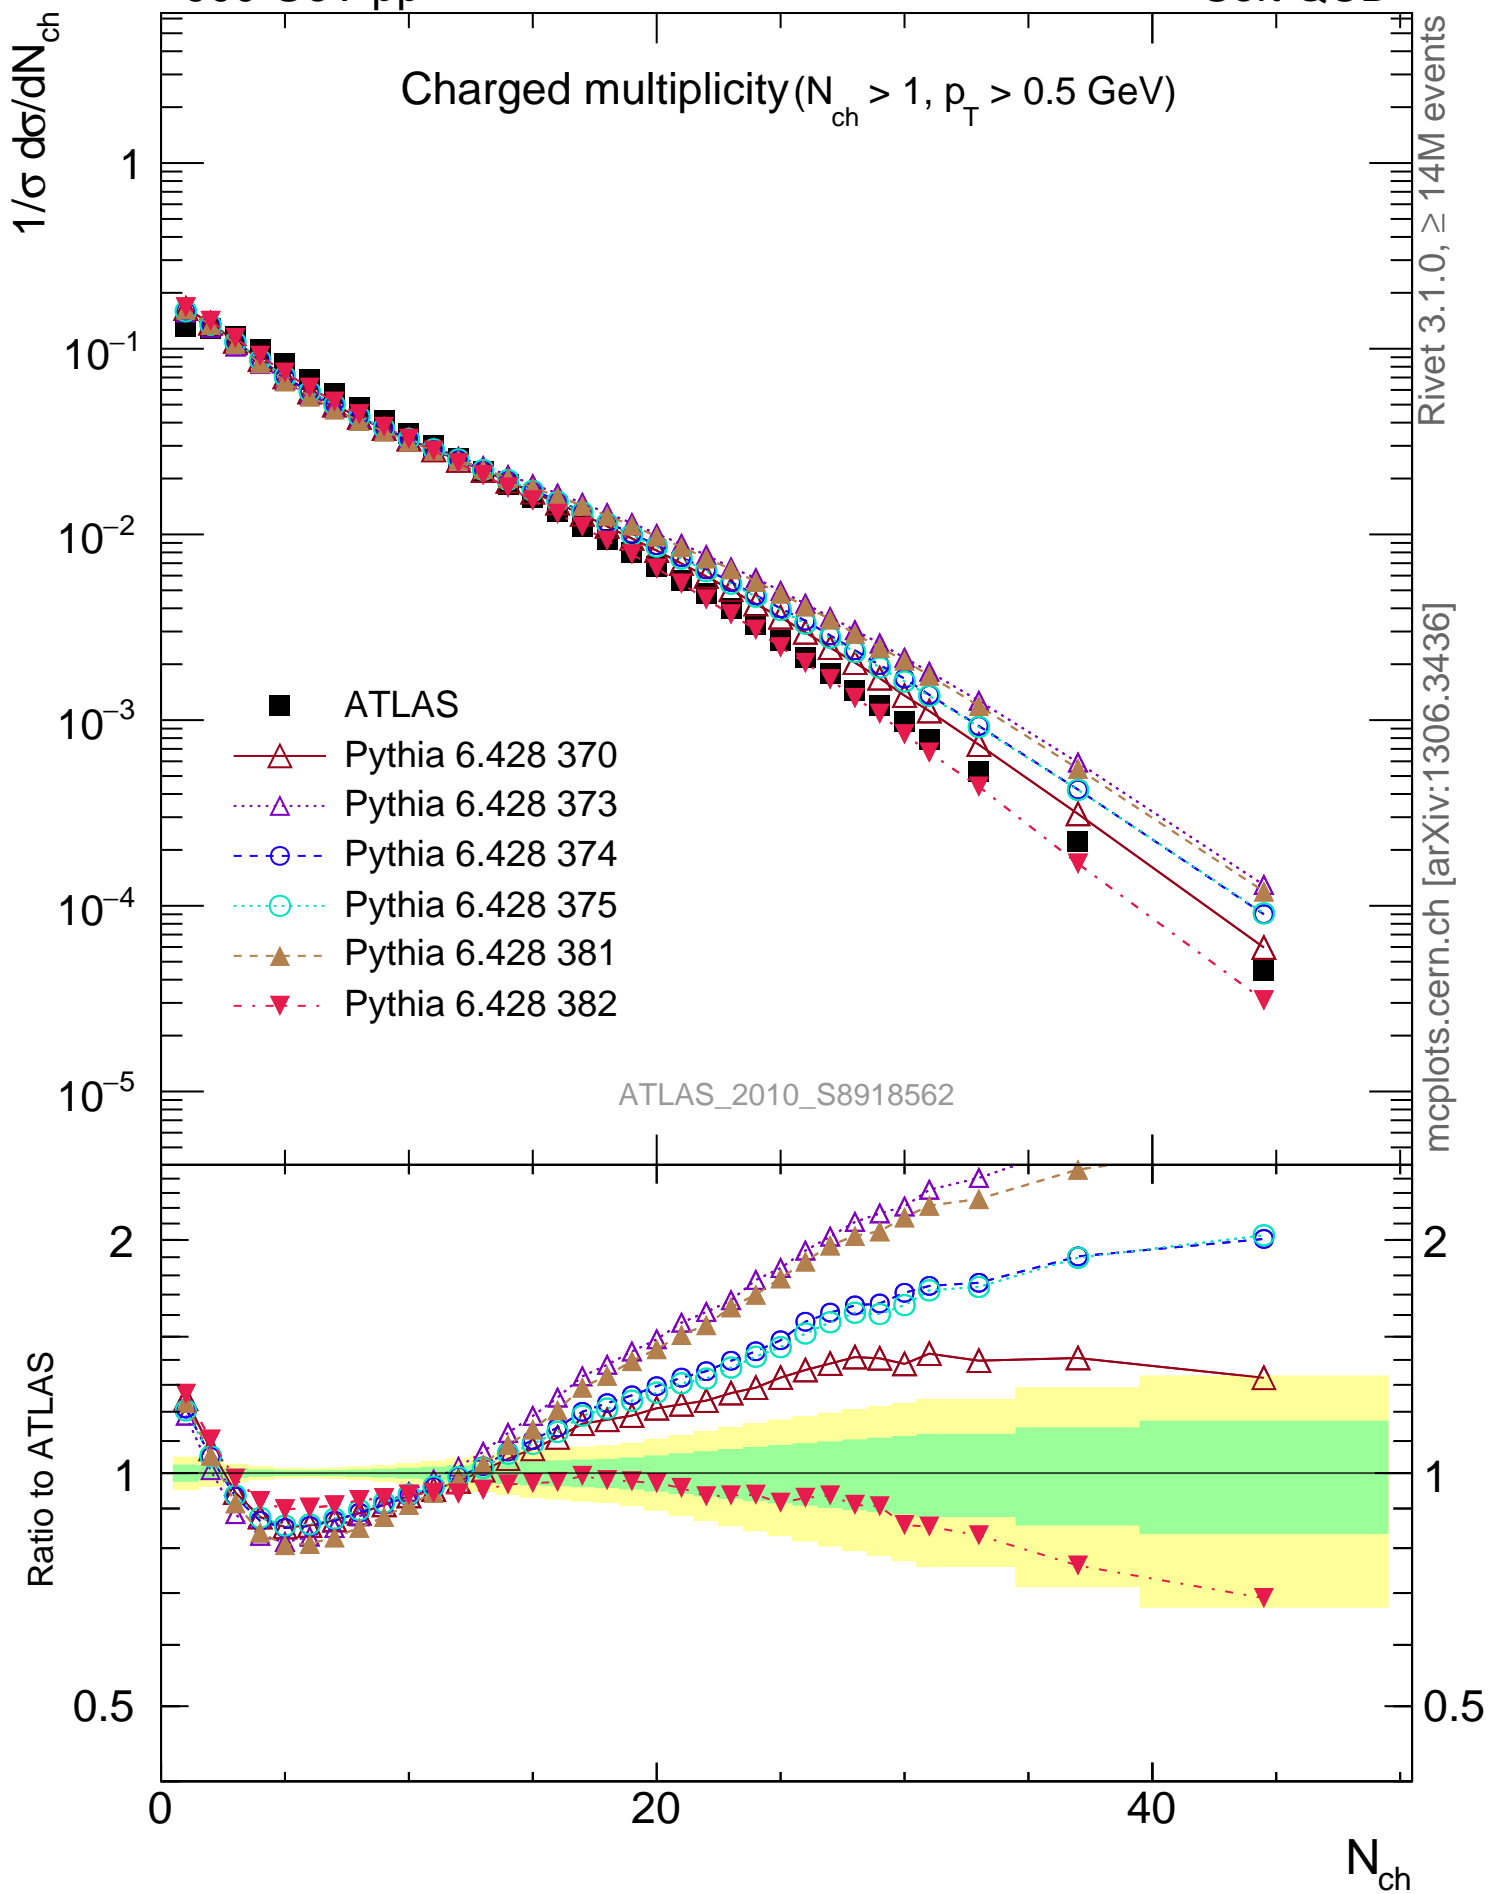 1/σ dσ/dN_ch
Charged multiplicity (N_ch > 1, p_T > 0.5 GeV)
1
10^−1
10^−2
10^−3
10^−4
10^−5
ATLAS
Pythia 6.428 370
Pythia 6.428 373
Pythia 6.428 374
Pythia 6.428 375
Pythia 6.428 381
Pythia 6.428 382
ATLAS_2010_S8918562
Rivet 3.1.0, ≥ 14M events
mcplots.cern.ch [arXiv:1306.3436]
Ratio to ATLAS
2
1
0.5
2
1
0.5
0
20
40
N_ch